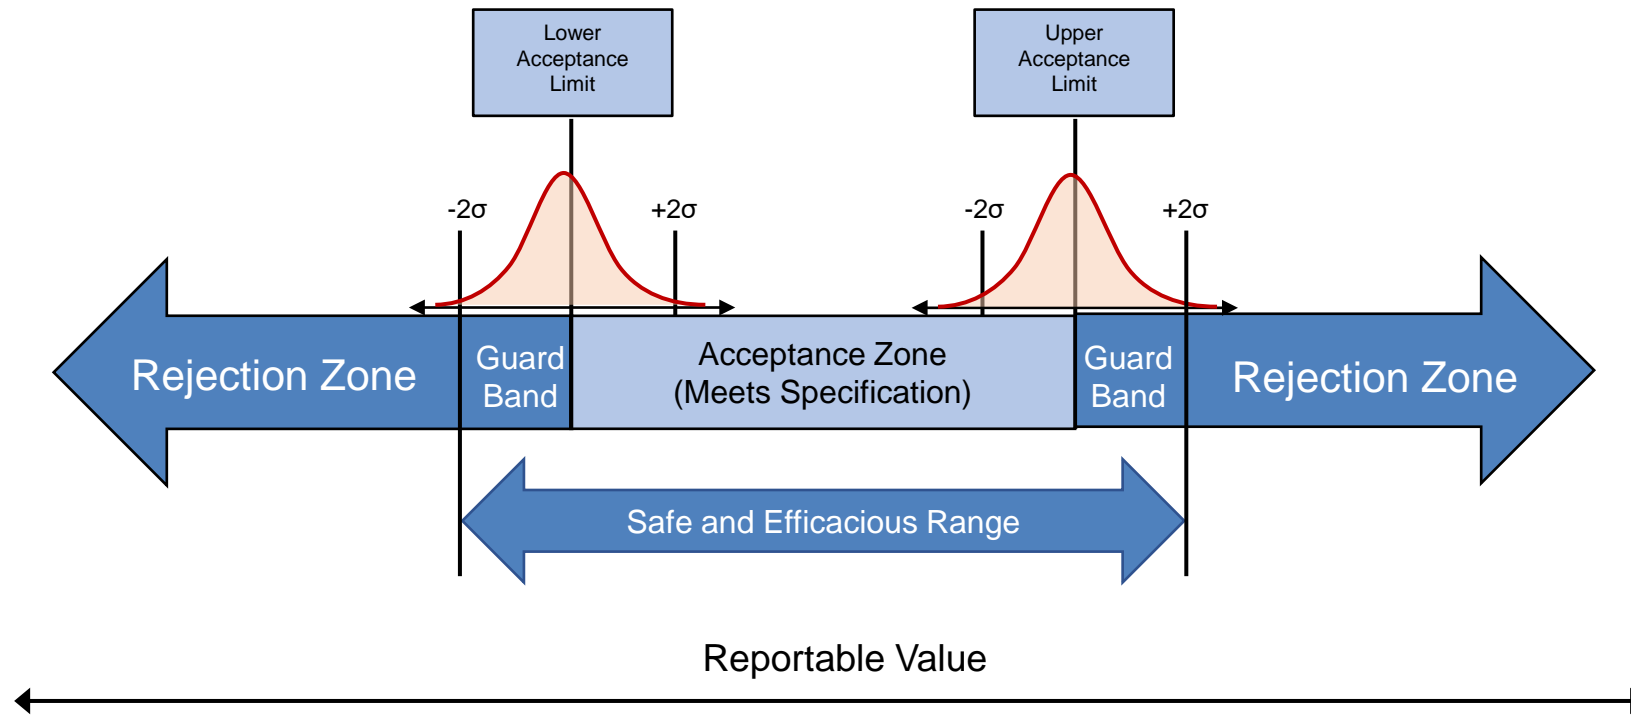 Lower
Acceptance
Limit
Upper
Acceptance
Limit
-2σ
+2σ
-2σ
+2σ
Rejection Zone
Guard
Band
Acceptance Zone
(Meets Specification)
Guard
Band
Rejection Zone
Safe and Efficacious Range
Reportable Value